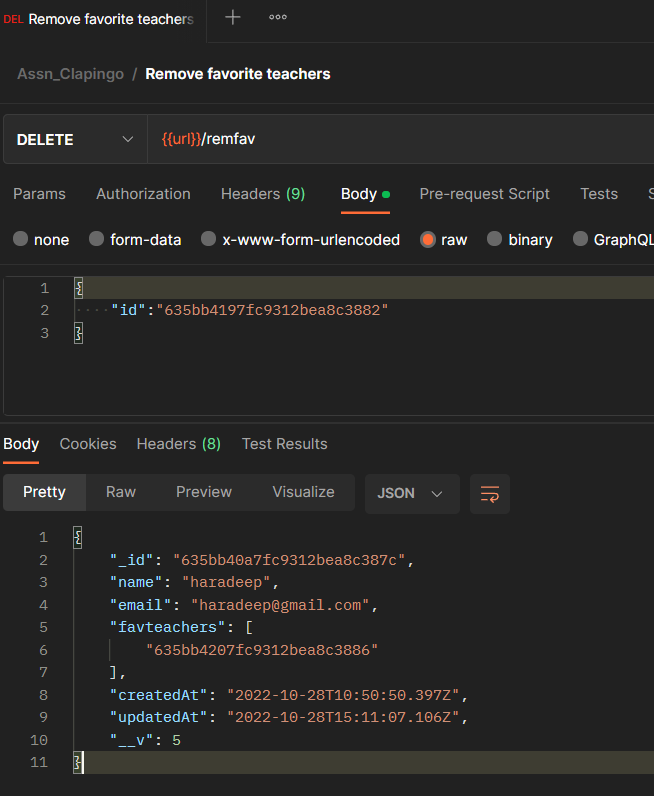 DEL Remove favorite teachers
Assn_Clapingo / Remove favorite teachers
DELETE {{url}}/remfav
Params Authorization Headers (9) Body Pre-request Script Tests
none form-data x-www-form-urlencoded raw binary GraphQL
1 {
2 "id":"635bb4197fc9312bea8c3882"
3 }
Body Cookies Headers (8) Test Results
Pretty Raw Preview Visualize JSON
1 {
2 "_id": "635bb40a7fc9312bea8c387c",
3 "name": "haradeep",
4 "email": "haradeep@gmail.com",
5 "favteachers": [
6 "635bb4207fc9312bea8c3886"
7 ],
8 "createdAt": "2022-10-28T10:50:50.397Z",
9 "updatedAt": "2022-10-28T15:11:07.106Z",
10 "__v": 5
11 }